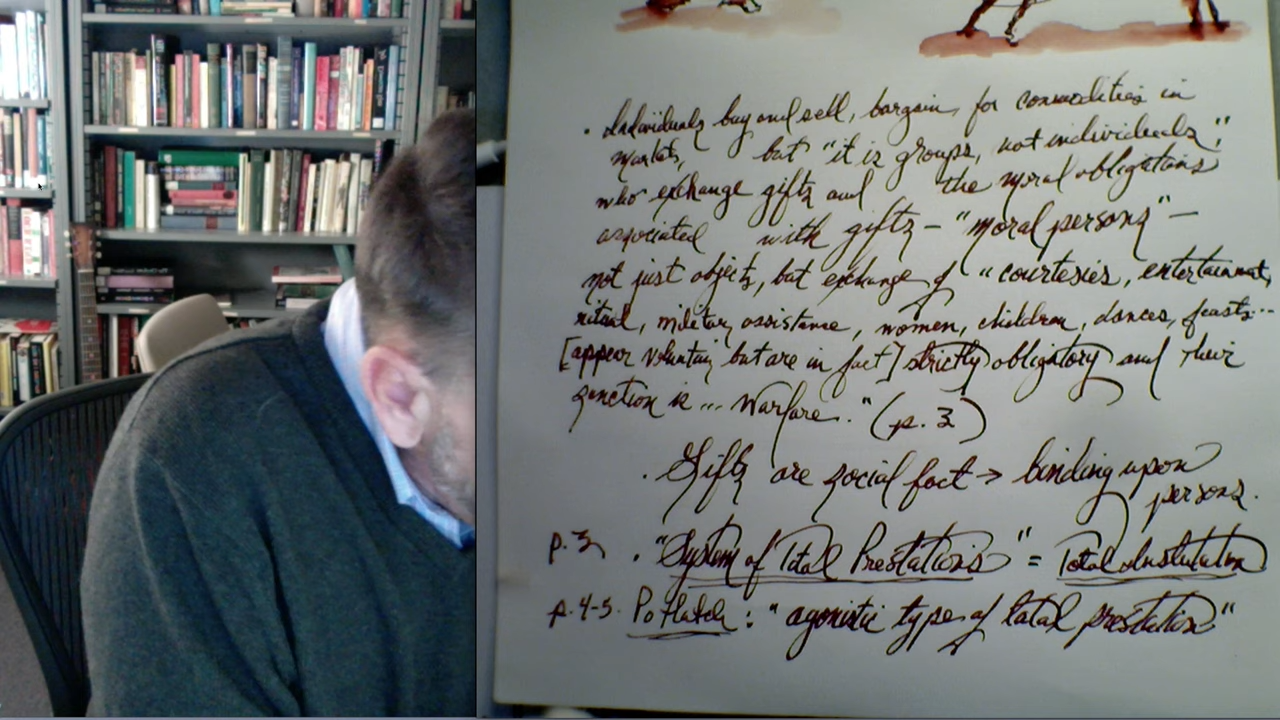 · Individuals buy and sell, bargain, for commodities in
markets, but "it is groups, not individuals,"
who exchange gifts and the moral obligations
associated with gifts – "moral persons" –
not just objects, but exchange of "courtesies, entertainment,
ritual, military assistance, women, children, dances, feasts...
[appear voluntary but are in fact] strictly obligatory and their
sanction is ... warfare." (p. 3)
· Gifts are social fact → binding upon
persons.
p. 3 · "System of Total Prestations" = Total Institution
p. 4-5. Potlatch : "agonistic type of total prestation"